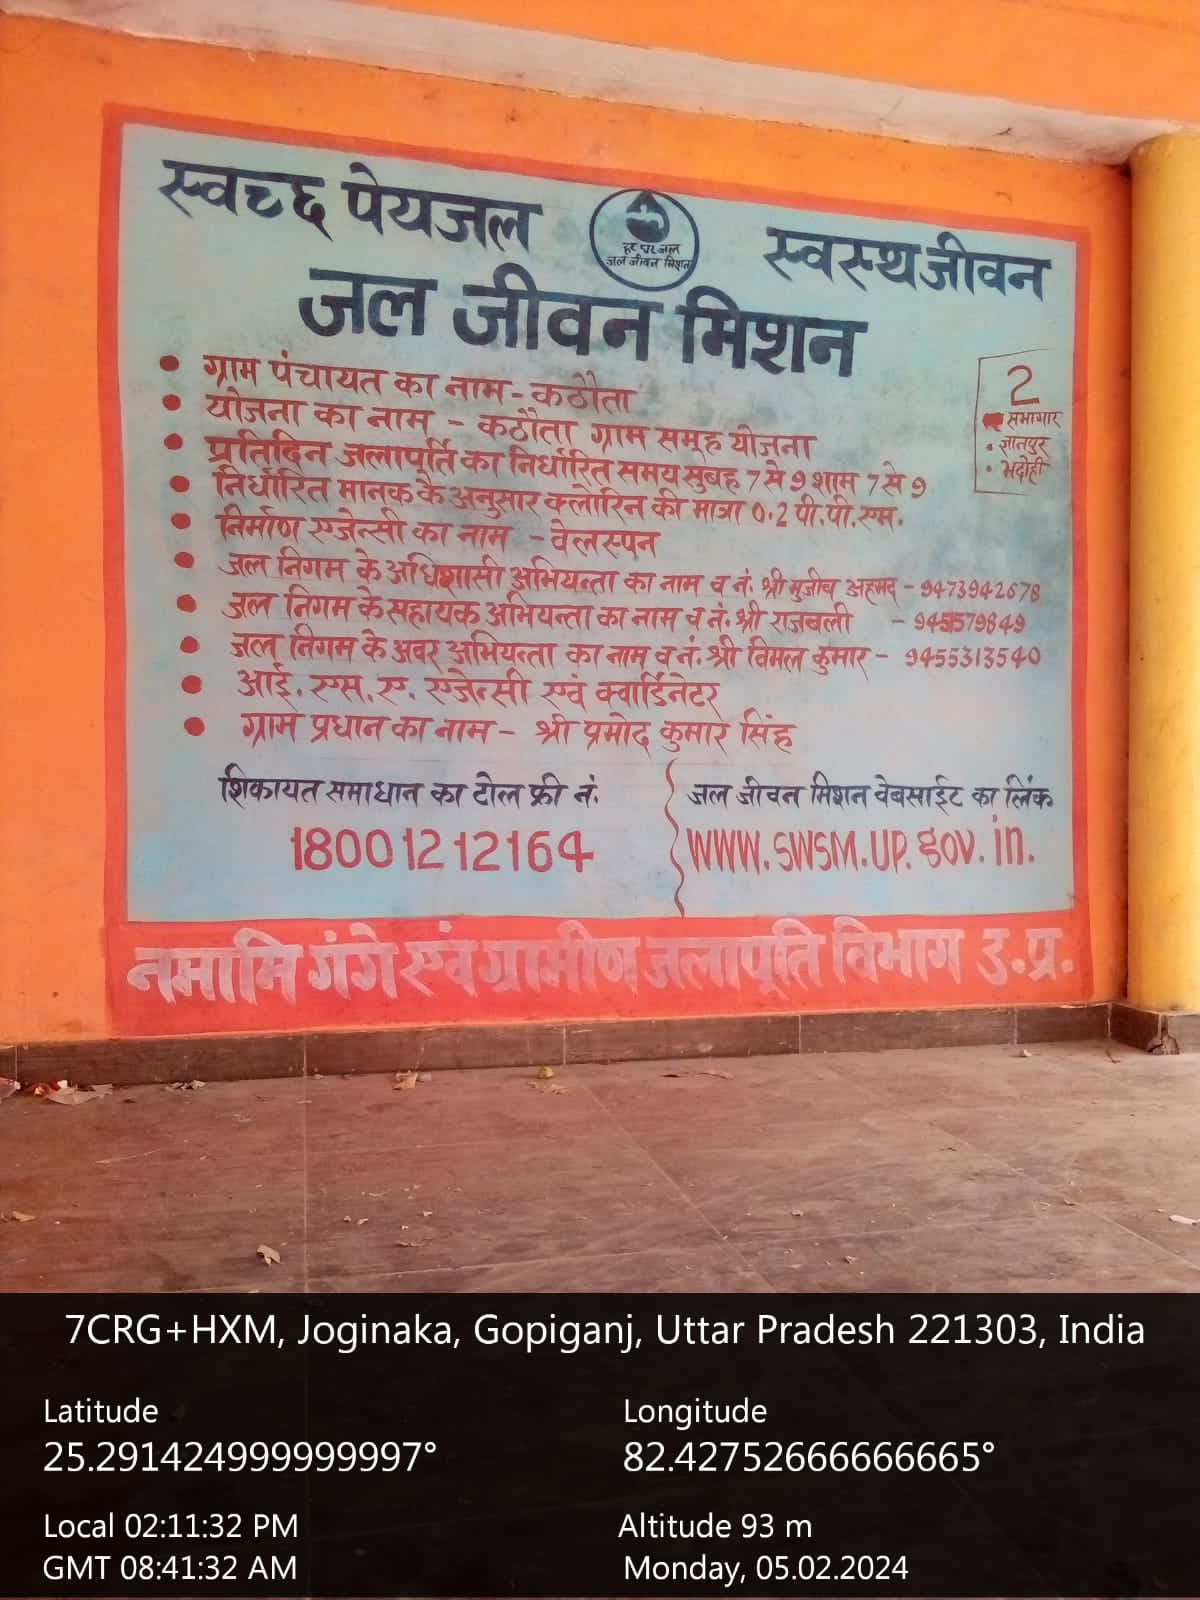 स्वच्छ पेयजल
हर घर जल
जल जीवन मिशन
स्वस्थ जीवन
जल जीवन मिशन
• ग्राम पंचायत का नाम - कठौता
• योजना का नाम - कठौता ग्राम समूह योजना
• प्रतिदिन जलापूर्ति का निर्धारित समय सुबह 7 से 9 शाम 7 से 9
• निर्धारित मानक के अनुसार क्लोरिन की मात्रा 0.2 पी.पी.एम.
• निर्माण एजेन्सी का नाम - वेलस्पन
• जल निगम के अधिशासी अभियन्ता का नाम व नं. श्री मुजीब अहमद - 9473942678
• जल निगम के सहायक अभियन्ता का नाम व नं. श्री राजबली -
• जल निगम के अवर अभियन्ता का नाम व नं. श्री विमल कुमार - 9455313540
• आई. एस. ए. एजेन्सी एवं क्वार्डिनेटर
• ग्राम प्रधान का नाम - श्री प्रमोद कुमार सिंह
2
सभागार
• ज्ञानपुर
• भदोही
शिकायत समाधान का टोल फ्री नं.
18001212164
जल जीवन मिशन वेबसाईट का लिंक
WWW.SWSM.UP.gov.in.
नमामि गंगे एवं ग्रामीण जलापूर्ति विभाग उ.प्र.
7CRG+HXM, Joginaka, Gopiganj, Uttar Pradesh 221303, India
Latitude
25.291424999999997°
Longitude
82.42752666666665°
Local 02:11:32 PM
GMT 08:41:32 AM
Altitude 93 m
Monday, 05.02.2024